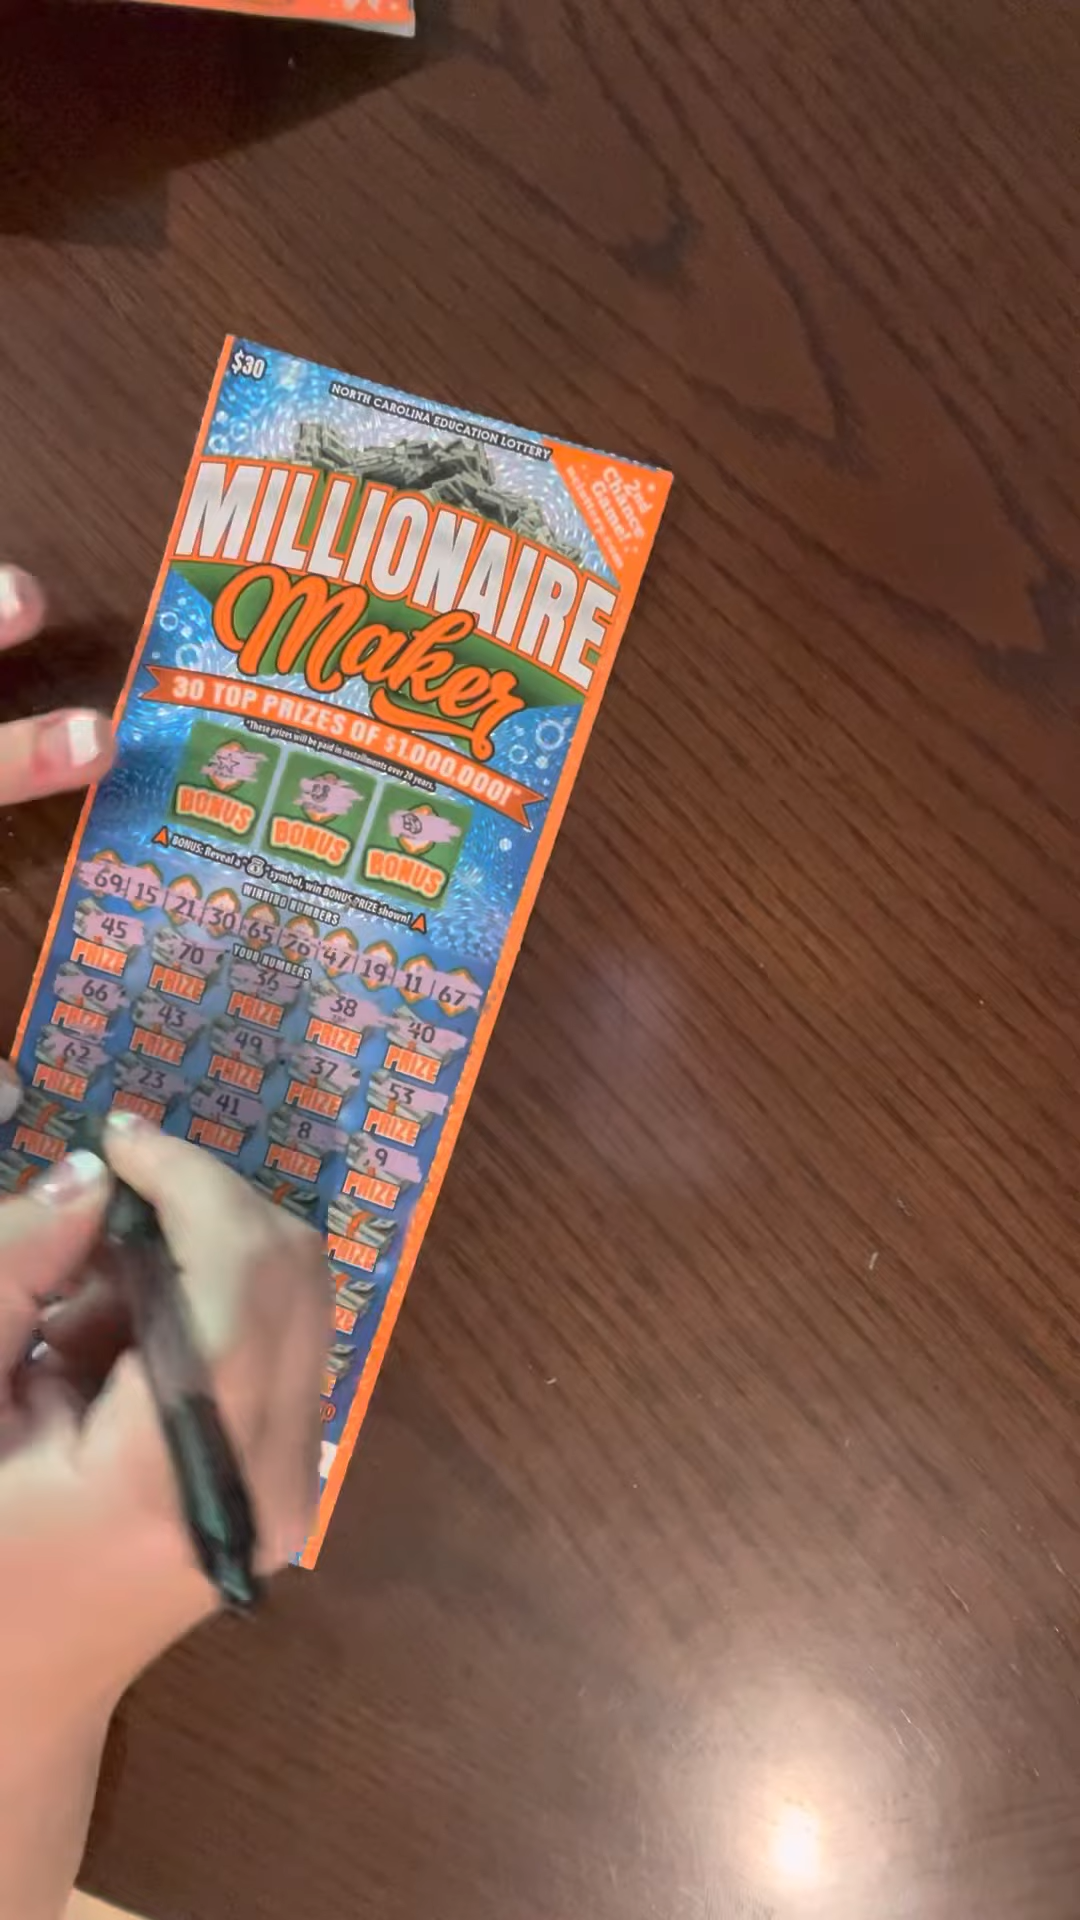 $30
NORTH CAROLINA EDUCATION LOTTERY
2nd
Chance
Game!
MILLIONAIRE
Maker
30 TOP PRIZES OF $1,000,000!*
*These prizes will be paid in installments over 20 years.
BONUS BONUS BONUS
BONUS: Reveal a " " symbol, win BONUS PRIZE shown!
WINNING NUMBERS
69 15 21 30 65 26 47 19 11 67
YOUR NUMBERS
45 70 36 38 40
PRIZE PRIZE PRIZE PRIZE PRIZE
66 43 49 37 53
PRIZE PRIZE PRIZE PRIZE PRIZE
62 23 41 8 9
PRIZE PRIZE PRIZE PRIZE PRIZE
PRIZE PRIZE